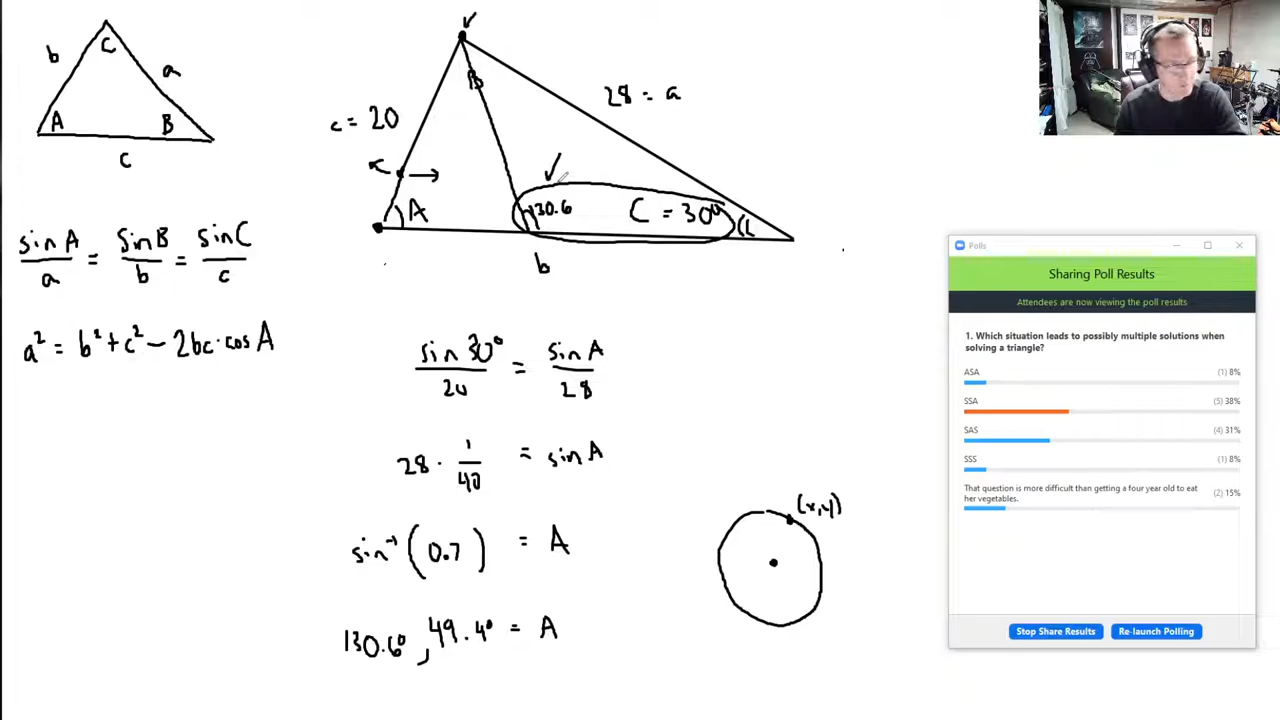 b
C
a
A
B
c
B
c = 20
28 = a
A
130.6
C = 30°
b
sin A / a = sin B / b = sin C / c
a² = b² + c² − 2bc · cos A
sin 30° / 20 = sin A / 28
28 · 1/40 = sin A
sin⁻¹ (0.7) = A
130.6°, 49.4° = A
(x,y)
Polls
Sharing Poll Results
Attendees are now viewing the poll results
1. Which situation leads to possibly multiple solutions when
solving a triangle?
ASA (1) 8%
SSA (5) 38%
SAS (4) 31%
SSS (1) 8%
That question is more difficult than getting a four year old to eat
her vegetables. (2) 15%
Stop Share Results
Re-launch Polling